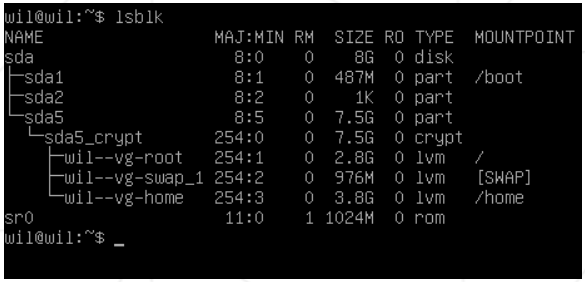 wil@wil:~$ lsblk
NAME                    MAJ:MIN RM  SIZE RO TYPE  MOUNTPOINT
sda                       8:0    0    8G  0 disk
├─sda1                    8:1    0  487M  0 part  /boot
├─sda2                    8:2    0    1K  0 part
└─sda5                    8:5    0  7.5G  0 part
  └─sda5_crypt          254:0    0  7.5G  0 crypt
    ├─wil--vg-root      254:1    0  2.8G  0 lvm   /
    ├─wil--vg-swap_1    254:2    0  976M  0 lvm   [SWAP]
    └─wil--vg-home      254:3    0  3.8G  0 lvm   /home
sr0                      11:0    1 1024M  0 rom
wil@wil:~$ _